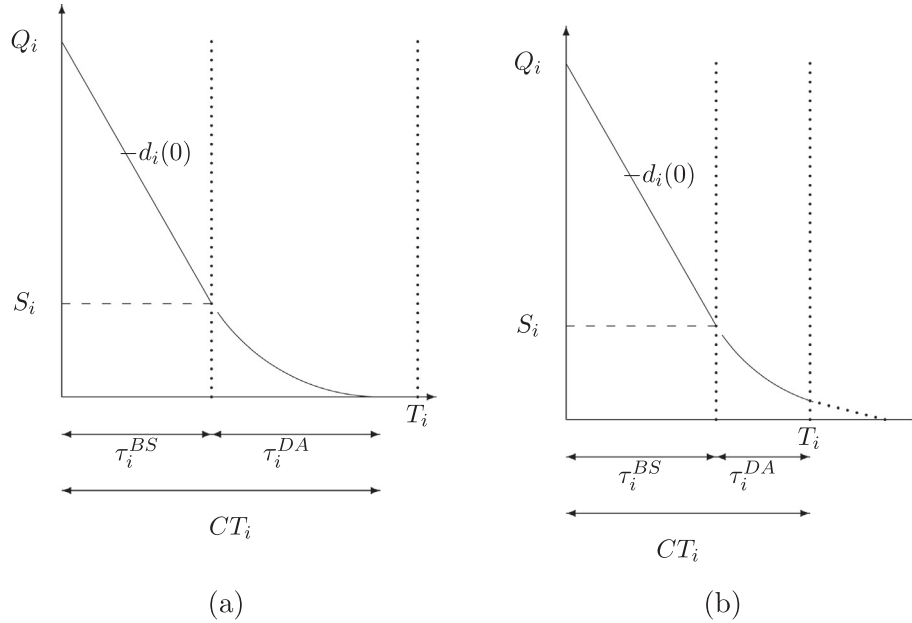 Q_i
-d_i(0)
S_i
T_i
τ_i^{BS} τ_i^{DA}
CT_i
(a)
Q_i
-d_i(0)
S_i
T_i
τ_i^{BS} τ_i^{DA}
CT_i
(b)